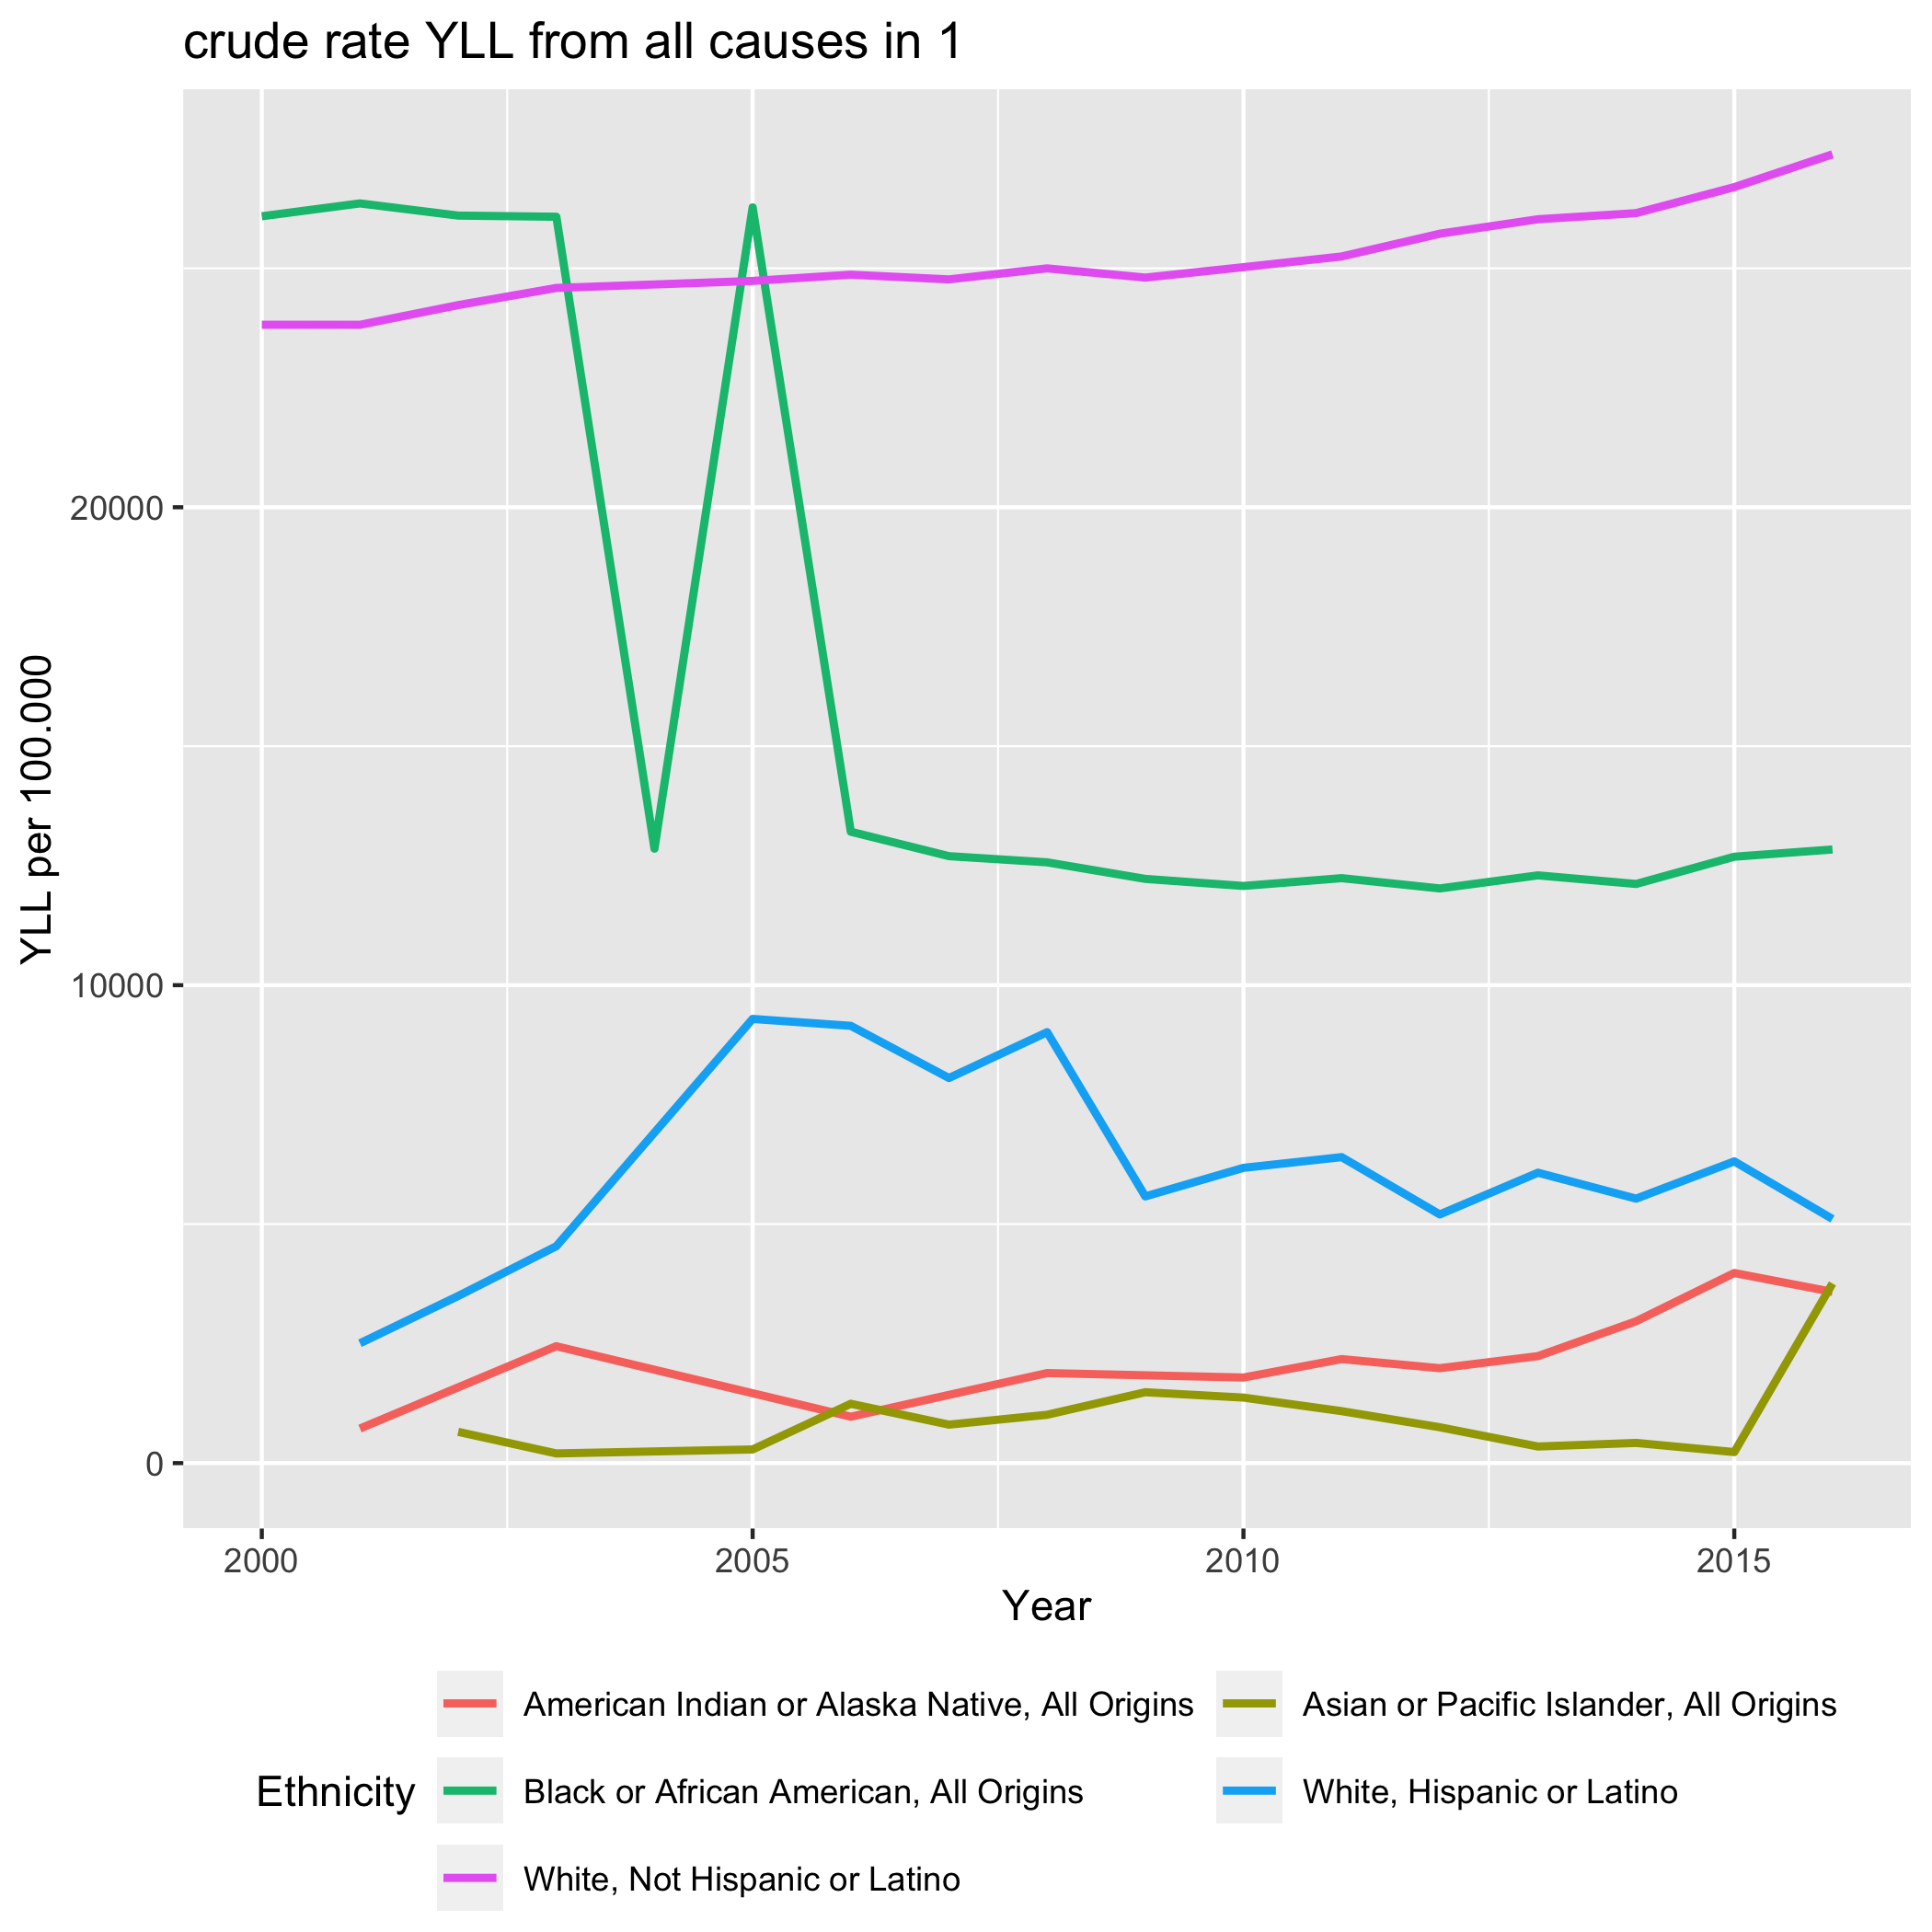 crude rate YLL from all causes in 1
YLL per 100.000
20000
10000
0
2000
2005
2010
2015
Year
Ethnicity
American Indian or Alaska Native, All Origins
Asian or Pacific Islander, All Origins
Black or African American, All Origins
White, Hispanic or Latino
White, Not Hispanic or Latino